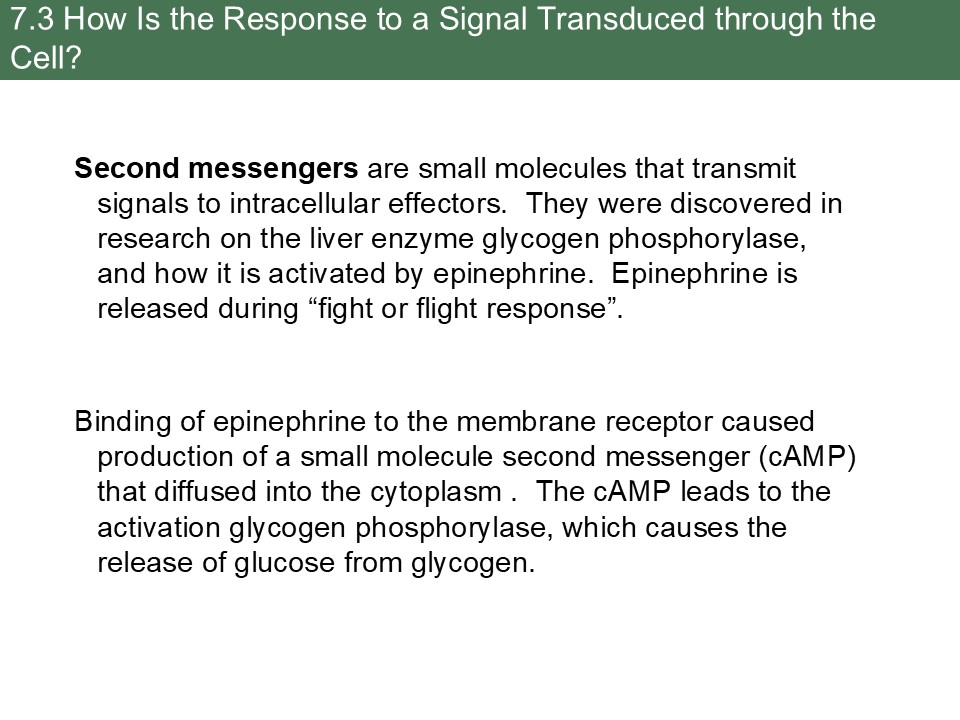 7.3 How Is the Response to a Signal Transduced through the
Cell?
Second messengers are small molecules that transmit
signals to intracellular effectors.  They were discovered in
research on the liver enzyme glycogen phosphorylase,
and how it is activated by epinephrine.  Epinephrine is
released during “fight or flight response”.
Binding of epinephrine to the membrane receptor caused
production of a small molecule second messenger (cAMP)
that diffused into the cytoplasm .  The cAMP leads to the
activation glycogen phosphorylase, which causes the
release of glucose from glycogen.